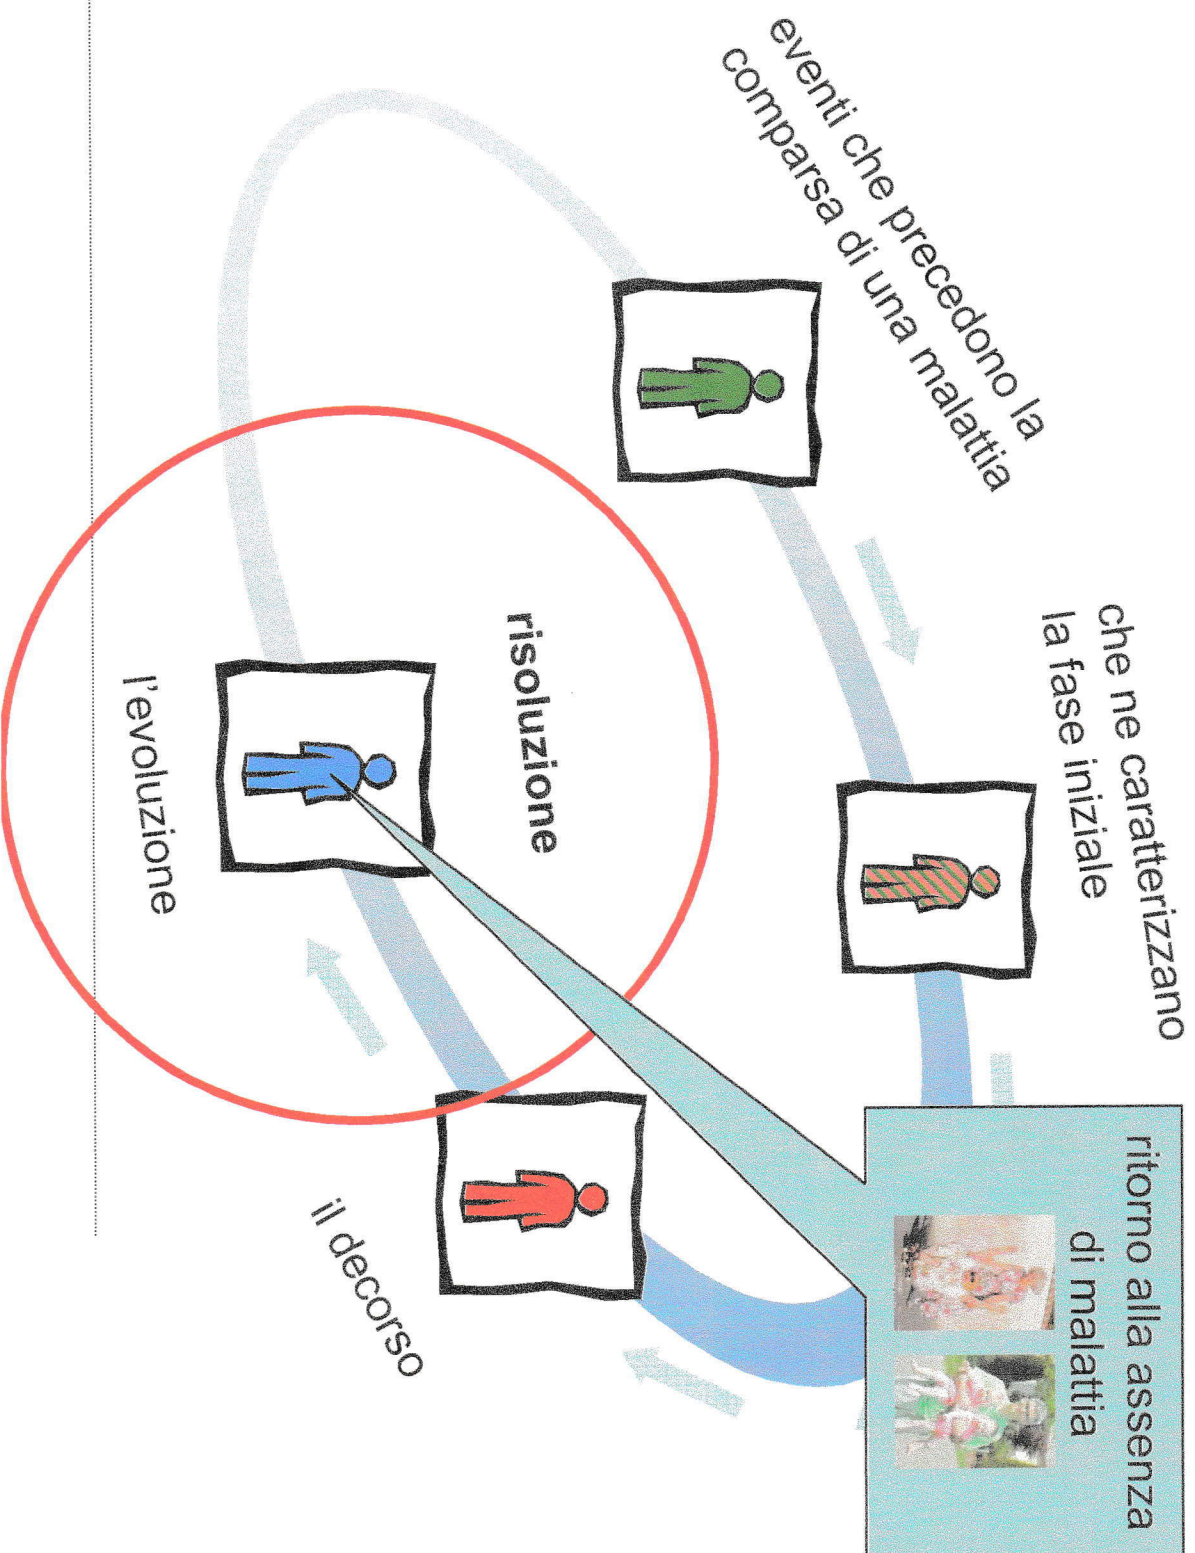 eventi che precedono la
comparsa di una malattia
che ne caratterizzano
la fase iniziale
ritorno alla assenza
di malattia
risoluzione
l'evoluzione
il decorso